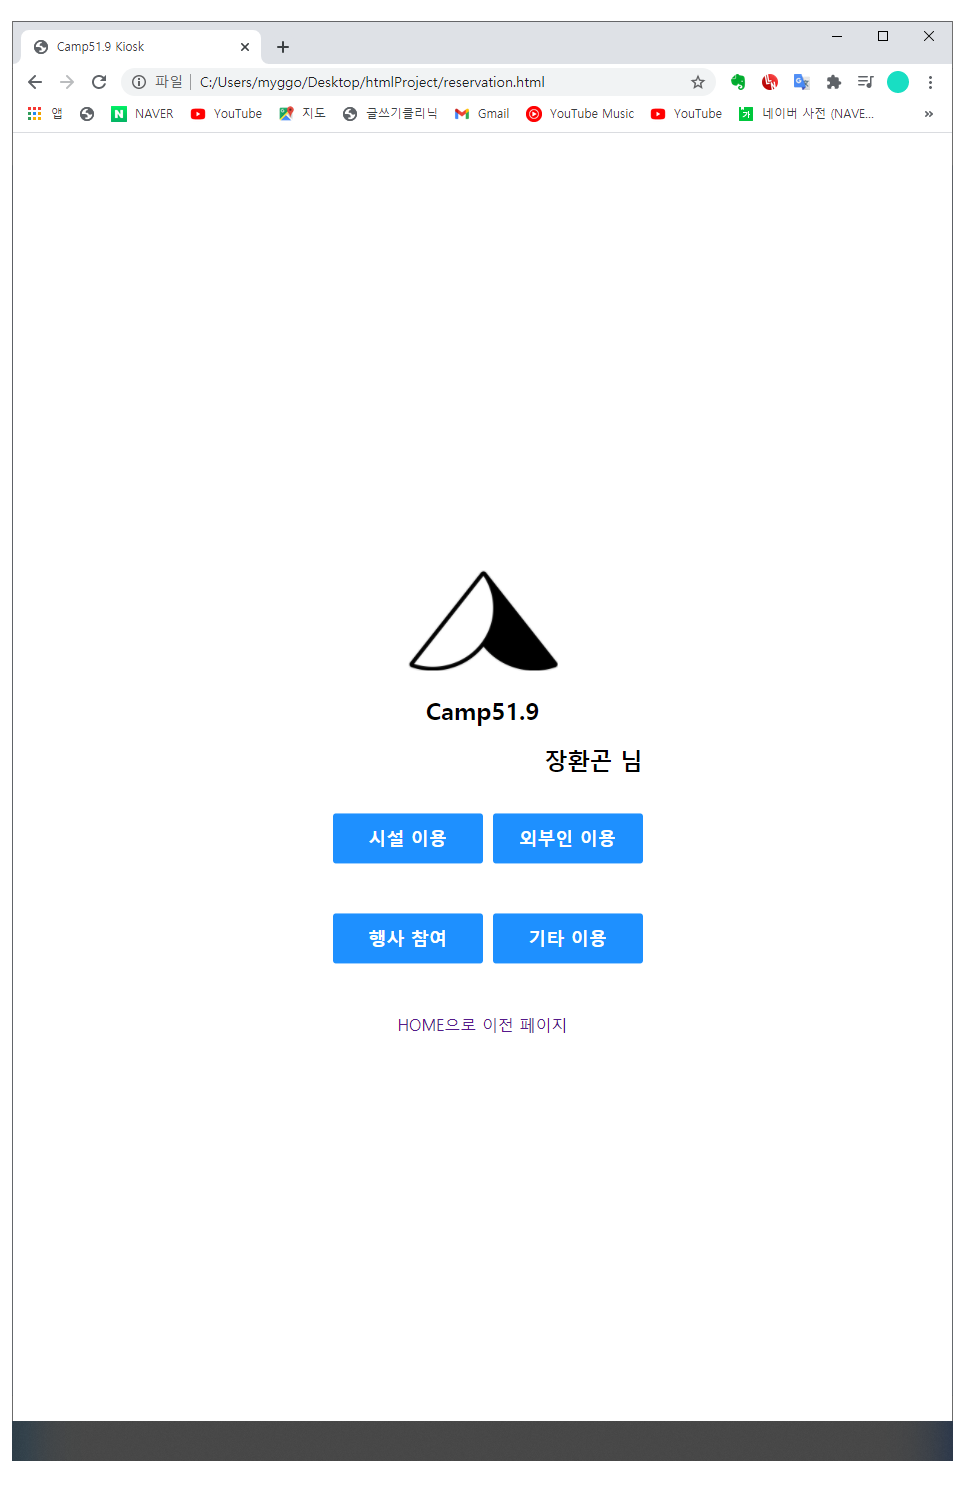 Camp51.9 Kiosk
파일 | C:/Users/myggo/Desktop/htmlProject/reservation.html
앱 NAVER YouTube 지도 글쓰기클리닉 Gmail YouTube Music YouTube 네이버 사전 (NAVE... »
Camp51.9
장환곤 님
시설 이용 외부인 이용
행사 참여 기타 이용
HOME으로 이전 페이지